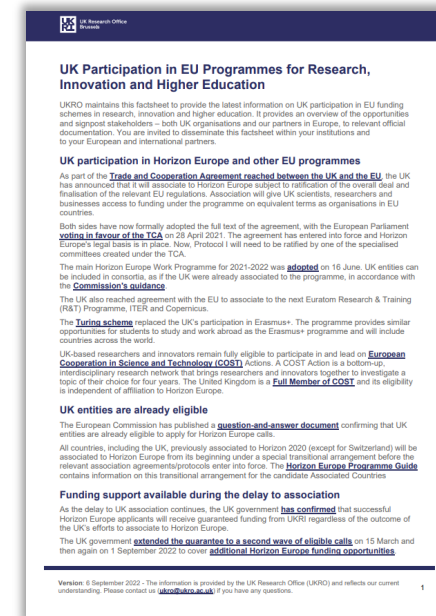 UK
RI
UK Research Office
Brussels
UK Participation in EU Programmes for Research,
Innovation and Higher Education
UKRO maintains this factsheet to provide the latest information on UK participation in EU funding
schemes in research, innovation and higher education. It provides an overview of the opportunities
and signpost stakeholders – both UK organisations and our partners in Europe, to relevant official
documentation. You are invited to disseminate this factsheet within your institutions and
to your European and international partners.
UK participation in Horizon Europe and other EU programmes
As part of the Trade and Cooperation Agreement reached between the UK and the EU, the UK
has announced that it will associate to Horizon Europe subject to ratification of the overall deal and
finalisation of the relevant EU regulations. Association will give UK scientists, researchers and
businesses access to funding under the programme on equivalent terms as organisations in EU
countries.
Both sides have now formally adopted the full text of the agreement, with the European Parliament
voting in favour of the TCA on 28 April 2021. The agreement has entered into force and Horizon
Europe's legal basis is in place. Now, Protocol I will need to be ratified by one of the specialised
committees created under the TCA.
The main Horizon Europe Work Programme for 2021-2022 was adopted on 16 June. UK entities can
be included in consortia, as if the UK were already associated to the programme, in accordance with
the Commission's guidance.
The UK also reached agreement with the EU to associate to the next Euratom Research & Training
(R&T) Programme, ITER and Copernicus.
The Turing scheme replaced the UK's participation in Erasmus+. The programme provides similar
opportunities for students to study and work abroad as the Erasmus+ programme and will include
countries across the world.
UK-based researchers and innovators remain fully eligible to participate in and lead on European
Cooperation in Science and Technology (COST) Actions. A COST Action is a bottom-up,
interdisciplinary research network that brings researchers and innovators together to investigate a
topic of their choice for four years. The United Kingdom is a Full Member of COST and its eligibility
is independent of affiliation to Horizon Europe.
UK entities are already eligible
The European Commission has published a question-and-answer document confirming that UK
entities are already eligible to apply for Horizon Europe calls.
All countries, including the UK, previously associated to Horizon 2020 (except for Switzerland) will be
associated to Horizon Europe from its beginning under a special transitional arrangement before the
relevant association agreements/protocols enter into force. The Horizon Europe Programme Guide
contains information on this transitional arrangement for the candidate Associated Countries
Funding support available during the delay to association
As the delay to UK association continues, the UK government has confirmed that successful
Horizon Europe applicants will receive guaranteed funding from UKRI regardless of the outcome of
the UK's efforts to associate to Horizon Europe.
The UK government extended the guarantee to a second wave of eligible calls on 15 March and
then again on 1 September 2022 to cover additional Horizon Europe funding opportunities.
Version: 6 September 2022 - The information is provided by the UK Research Office (UKRO) and reflects our current
understanding. Please contact us (ukro@ukro.ac.uk) if you have any questions.
1